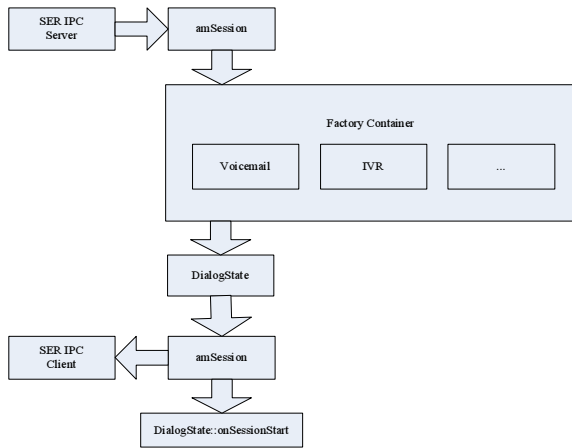 SER IPC
Server
amSession
Factory Container
Voicemail
IVR
...
DialogState
SER IPC
Client
amSession
DialogState::onSessionStart